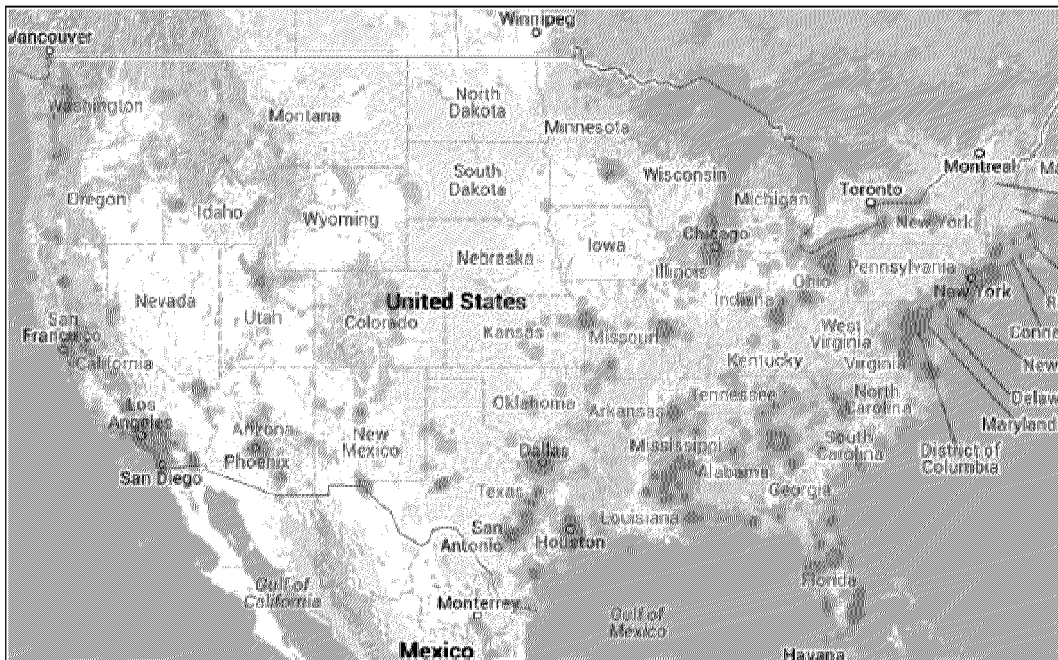 Winnipeg
Vancouver
Washington
North
Dakota
Montana
Minnesota
Montreal
South
Dakota
Wisconsin
Oregon
Idaho
Wyoming
Michigan
Toronto
New York
Chicago
Iowa
Nebraska
Illinois
Pennsylvania
Ohio
New York
Nevada
United States
Indiana
Utah
Colorado
San
Francisco
Kansas
Missouri
West
Virginia
Conne
California
Kentucky
Virginia
New
Los
Angeles
Oklahoma
Arkansas
Tennessee
North
Carolina
Delaw
Maryland
Arizona
New
Mexico
Phoenix
Dallas
Mississippi
Alabama
South
Carolina
District of
Columbia
San Diego
Texas
Georgia
San
Antonio
Houston
Louisiana
Gulf of
California
Florida
Monterrey
Gulf of
Mexico
Mexico
Havana